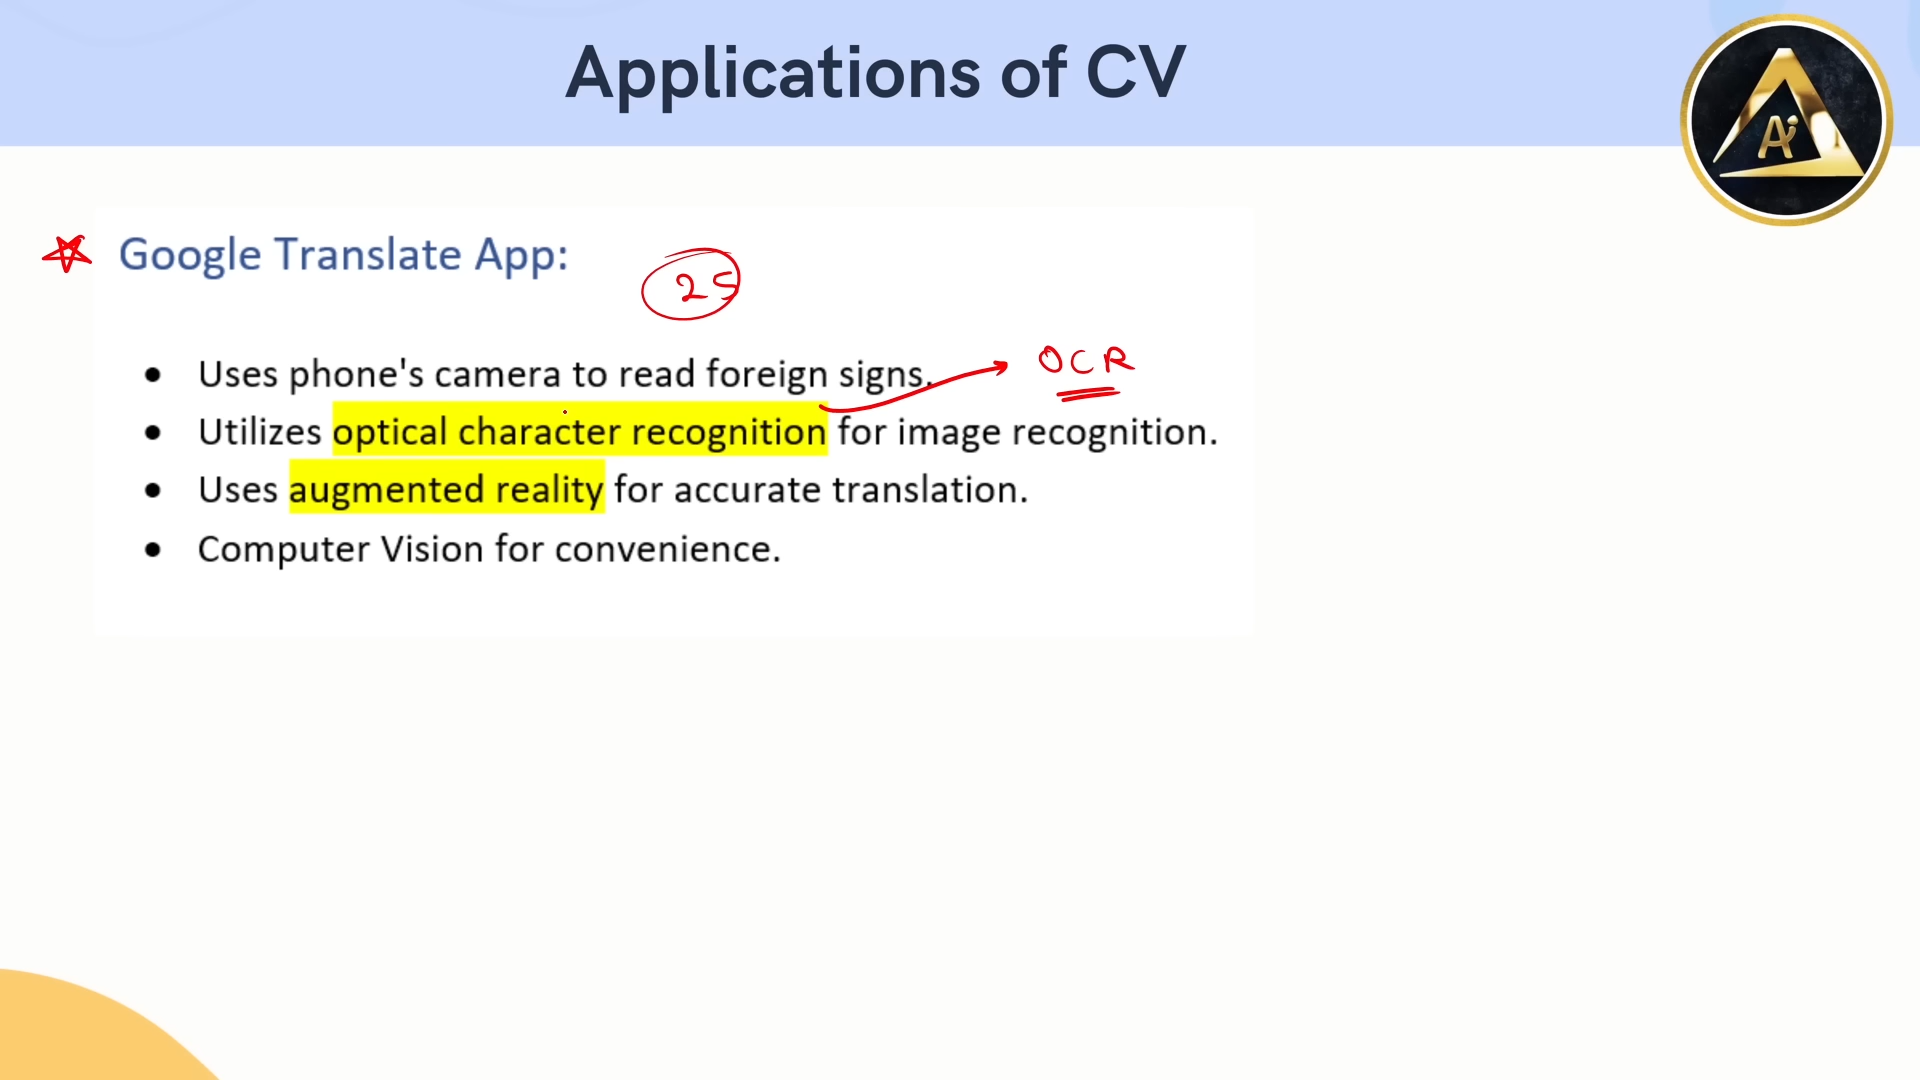 Applications of CV
Ai
Google Translate App:
25
• Uses phone's camera to read foreign signs.
OCR
• Utilizes optical character recognition for image recognition.
• Uses augmented reality for accurate translation.
• Computer Vision for convenience.